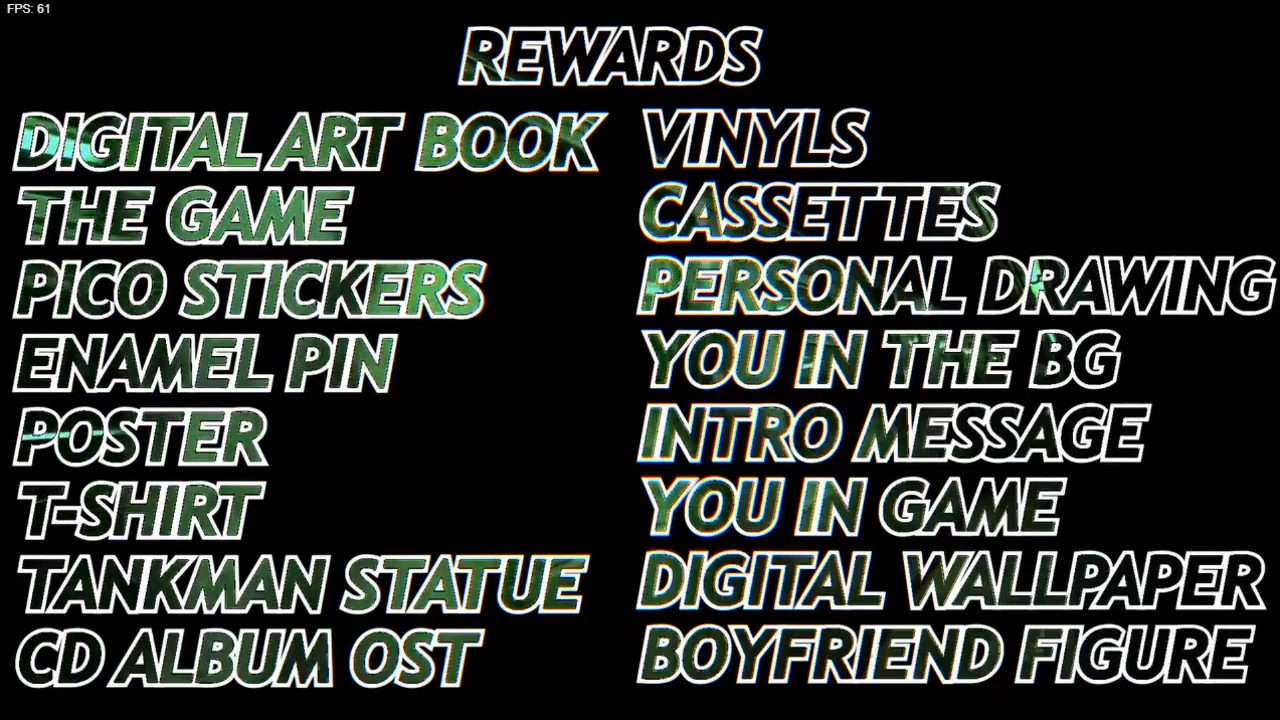 FPS: 61
REWARDS
DIGITAL ART BOOK
THE GAME
PICO STICKERS
ENAMEL PIN
POSTER
T-SHIRT
TANKMAN STATUE
CD ALBUM OST
VINYLS
CASSETTES
PERSONAL DRAWING
YOU IN THE BG
INTRO MESSAGE
YOU IN GAME
DIGITAL WALLPAPER
BOYFRIEND FIGURE